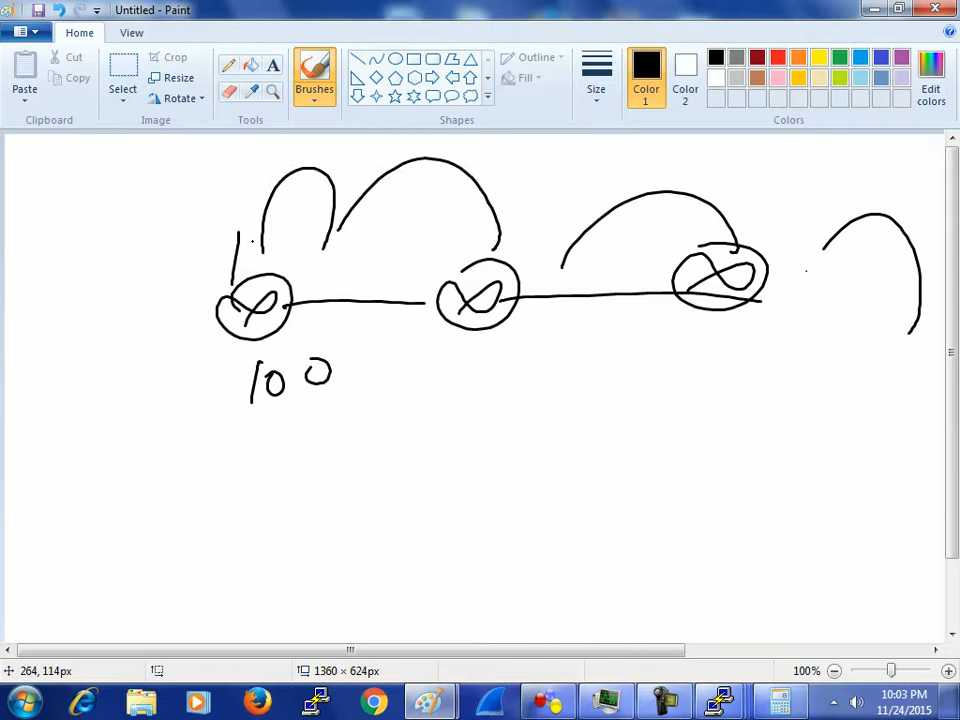 Untitled - Paint
Home View
Paste
Cut
Copy
Clipboard
Select
Crop
Resize
Rotate
Image
A
Tools
Brushes
Outline
Fill
Shapes
Size
Color 1
Color 2
Edit colors
Colors
100
264, 114px
1360 × 624px
100%
10:03 PM
11/24/2015